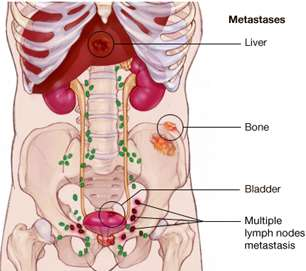 Metastases
Liver
Bone
Bladder
Multiple
lymph nodes
metastasis